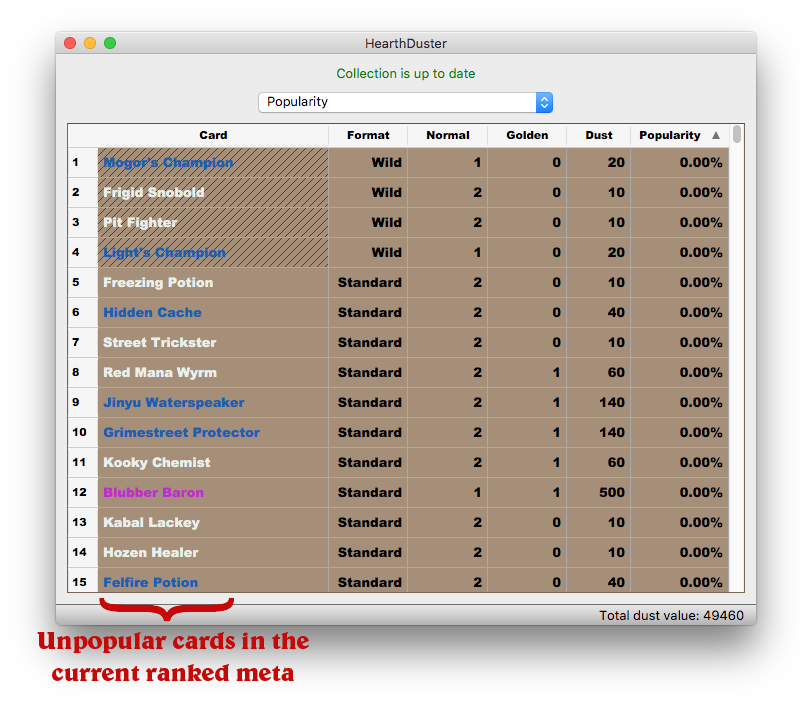 HearthDuster
Collection is up to date
Popularity
Card Format Normal Golden Dust Popularity
1 Mogor's Champion Wild 1 0 20 0.00%
2 Frigid Snobold Wild 2 0 10 0.00%
3 Pit Fighter Wild 2 0 10 0.00%
4 Light's Champion Wild 1 0 20 0.00%
5 Freezing Potion Standard 2 0 10 0.00%
6 Hidden Cache Standard 2 0 40 0.00%
7 Street Trickster Standard 2 0 10 0.00%
8 Red Mana Wyrm Standard 2 1 60 0.00%
9 Jinyu Waterspeaker Standard 2 1 140 0.00%
10 Grimestreet Protector Standard 2 1 140 0.00%
11 Kooky Chemist Standard 2 1 60 0.00%
12 Blubber Baron Standard 1 1 500 0.00%
13 Kabal Lackey Standard 2 0 10 0.00%
14 Hozen Healer Standard 2 0 10 0.00%
15 Felfire Potion Standard 2 0 40 0.00%
Total dust value: 49460
Unpopular cards in the
current ranked meta